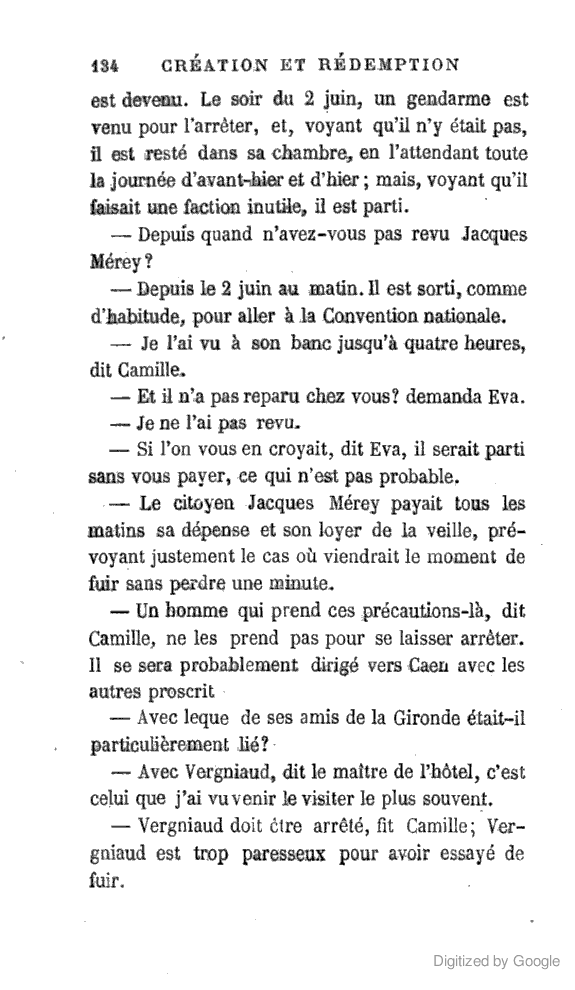 134 CRÉATION ET RÉDEMPTION
est devenu. Le soir du 2 juin, un gendarme est
venu pour l'arrêter, et, voyant qu'il n'y était pas,
il est resté dans sa chambre, en l'attendant toute
la journée d'avant-hier et d'hier ; mais, voyant qu'il
faisait une faction inutile, il est parti.
— Depuis quand n'avez-vous pas revu Jacques
Mérey ?
— Depuis le 2 juin au matin. Il est sorti, comme
d'habitude, pour aller à la Convention nationale.
— Je l'ai vu à son banc jusqu'à quatre heures,
dit Camille.
— Et il n'a pas reparu chez vous? demanda Eva.
— Je ne l'ai pas revu.
— Si l'on vous en croyait, dit Eva, il serait parti
sans vous payer, ce qui n'est pas probable.
— Le citoyen Jacques Mérey payait tous les
matins sa dépense et son loyer de la veille, pré-
voyant justement le cas où viendrait le moment de
fuir sans perdre une minute.
— Un homme qui prend ces précautions-là, dit
Camille, ne les prend pas pour se laisser arrêter.
Il se sera probablement dirigé vers Caen avec les
autres proscrit
— Avec leque de ses amis de la Gironde était-il
particulièrement lié?
— Avec Vergniaud, dit le maître de l'hôtel, c'est
celui que j'ai vu venir le visiter le plus souvent.
— Vergniaud doit être arrêté, fit Camille; Ver-
gniaud est trop paresseux pour avoir essayé de
fuir.
Digitized by Google